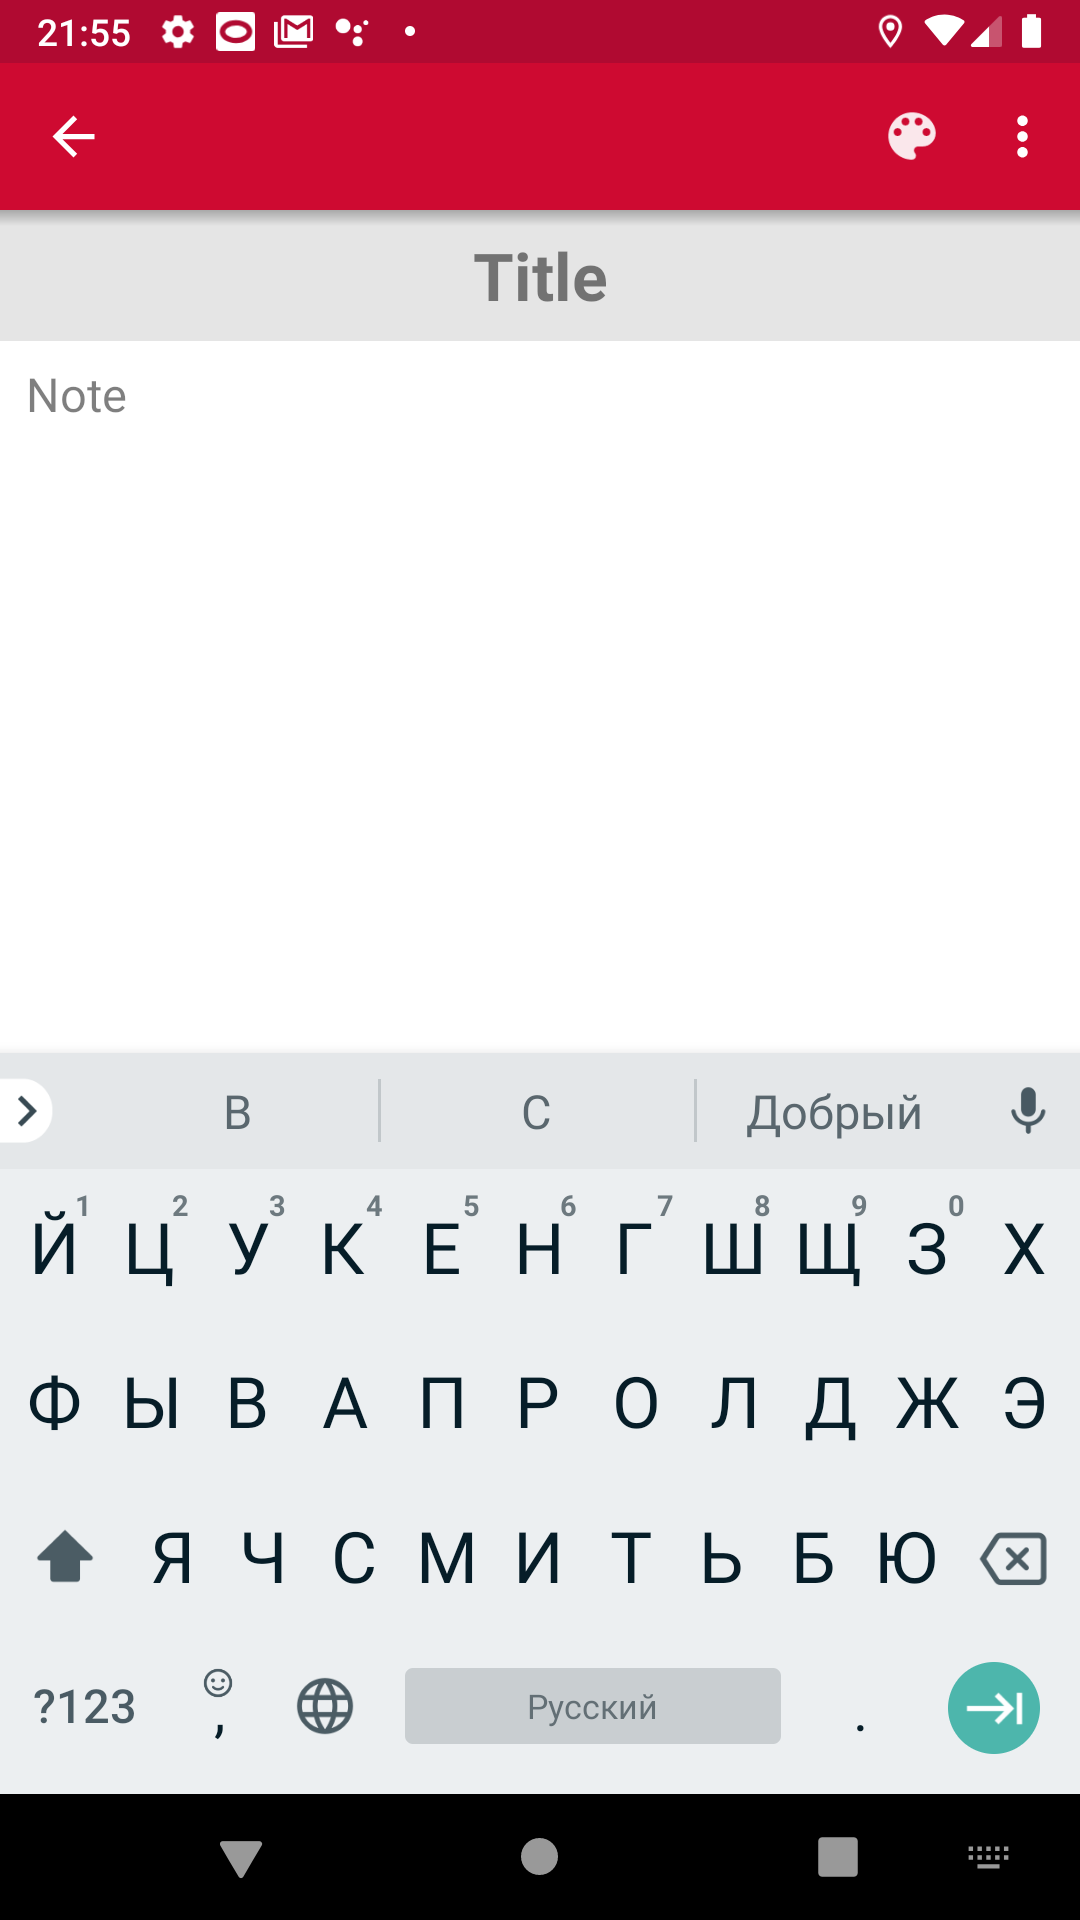 21:55
Title
Note
В С Добрый
1 2 3 4 5 6 7 8 9 0
Й Ц У К Е Н Г Ш Щ З Х
Ф Ы В А П Р О Л Д Ж Э
Я Ч С М И Т Ь Б Ю
?123 , Русский .